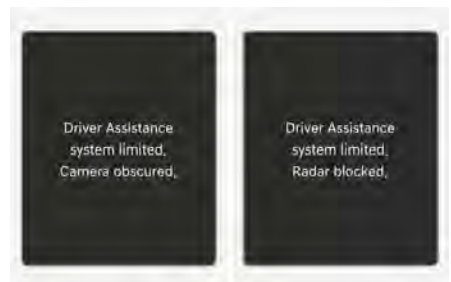 Driver Assistance
system limited.
Camera obscured.
Driver Assistance
system limited.
Radar blocked.